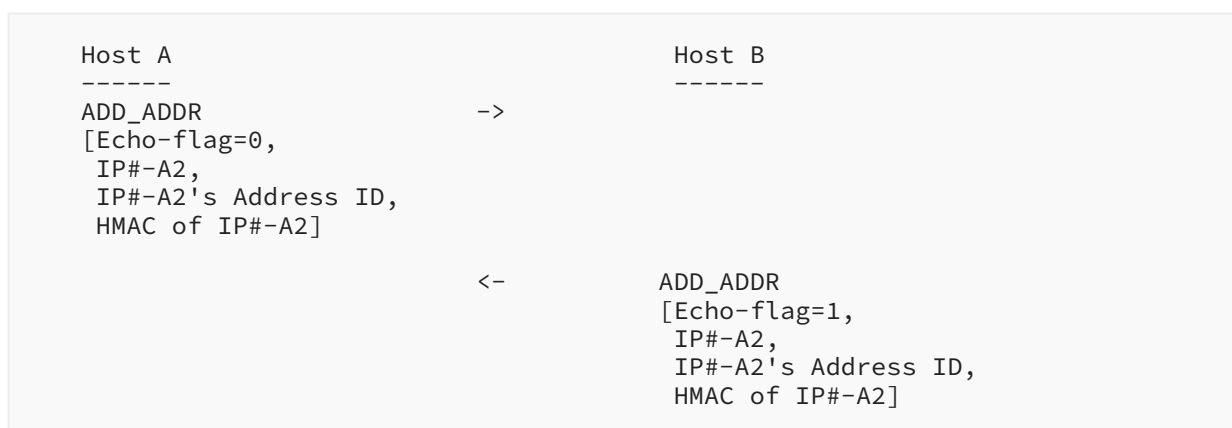 Host A                                 Host B
------                                 ------
ADD_ADDR                  ->
[Echo-flag=0,
 IP#-A2,
 IP#-A2's Address ID,
 HMAC of IP#-A2]
                          <-          ADD_ADDR
                                      [Echo-flag=1,
                                       IP#-A2,
                                       IP#-A2's Address ID,
                                       HMAC of IP#-A2]